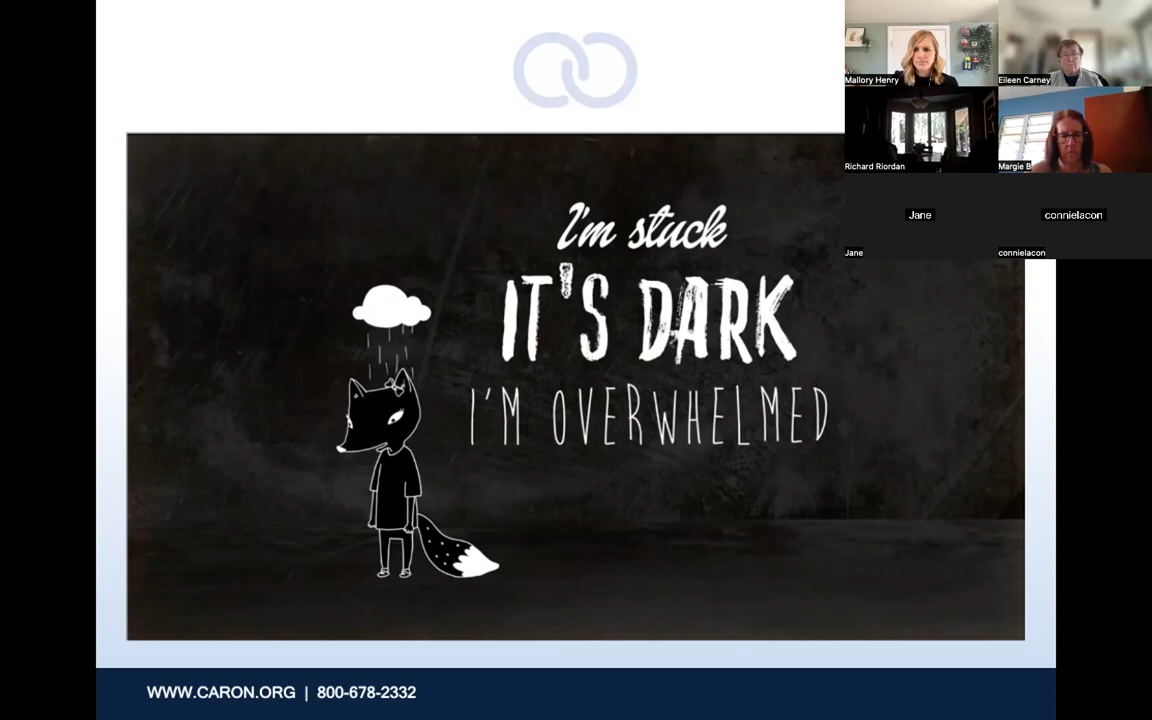 Mallory Henry
Eileen Carney
Richard Riordan
Margie B
Jane
connielacon
Jane
connielacon
I'm stuck
IT'S DARK
I'M OVERWHELMED
WWW.CARON.ORG | 800-678-2332